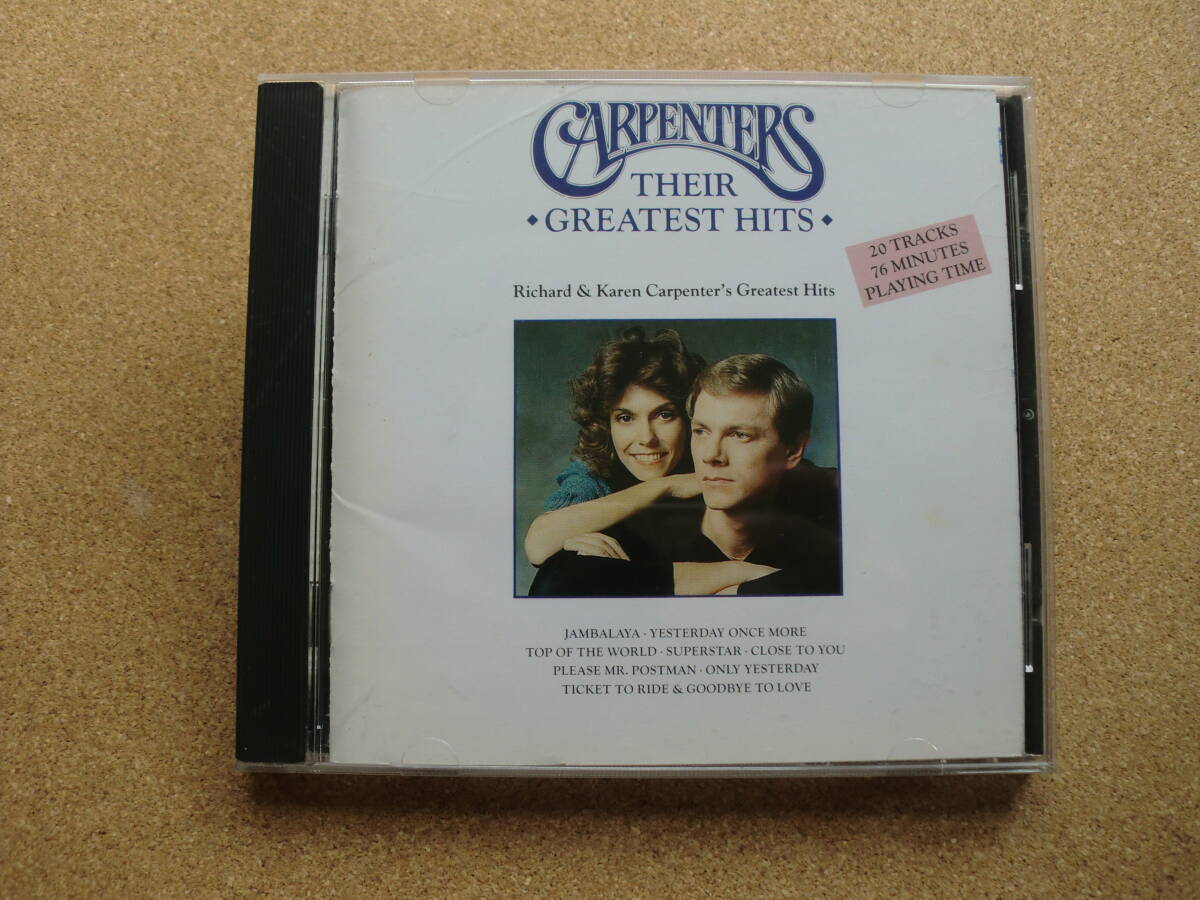 CARPENTERS
THEIR
◆ GREATEST HITS ◆
20 TRACKS
76 MINUTES
PLAYING TIME
Richard & Karen Carpenter's Greatest Hits
JAMBALAYA · YESTERDAY ONCE MORE
TOP OF THE WORLD · SUPERSTAR · CLOSE TO YOU
PLEASE MR. POSTMAN · ONLY YESTERDAY
TICKET TO RIDE & GOODBYE TO LOVE